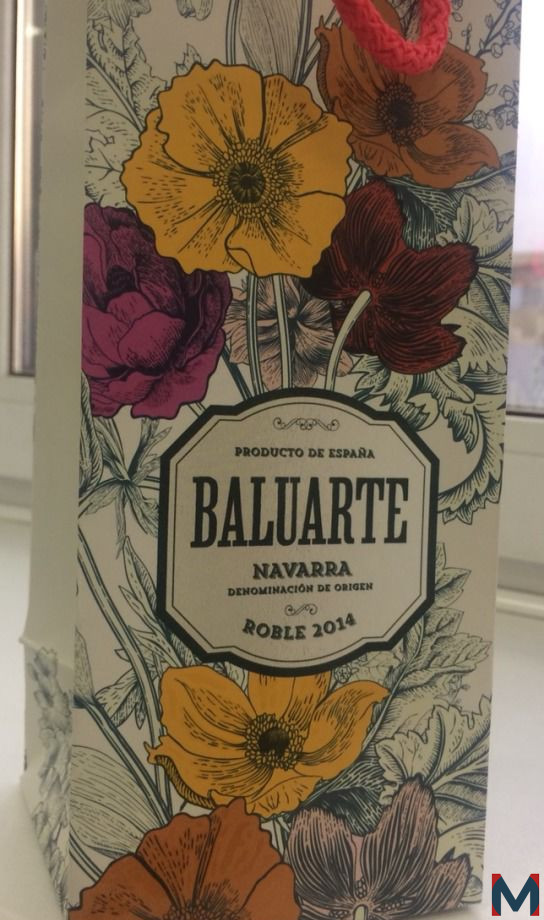 PRODUCTO DE ESPAÑA
BALUARTE
NAVARRA
DENOMINACIÓN DE ORIGEN
ROBLE 2014
M